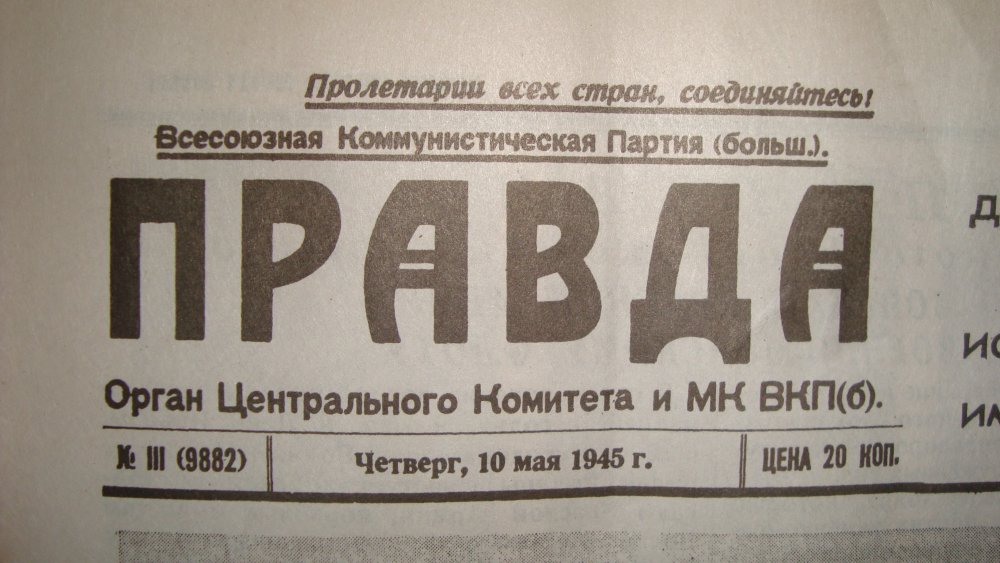 Пролетарии всех стран, соединяйтесь!
Всесоюзная Коммунистическая Партия (больш.).
ПРАВДА
Орган Центрального Комитета и МК ВКП(б).
№ 111 (9882)
Четверг, 10 мая 1945 г.
ЦЕНА 20 КОП.